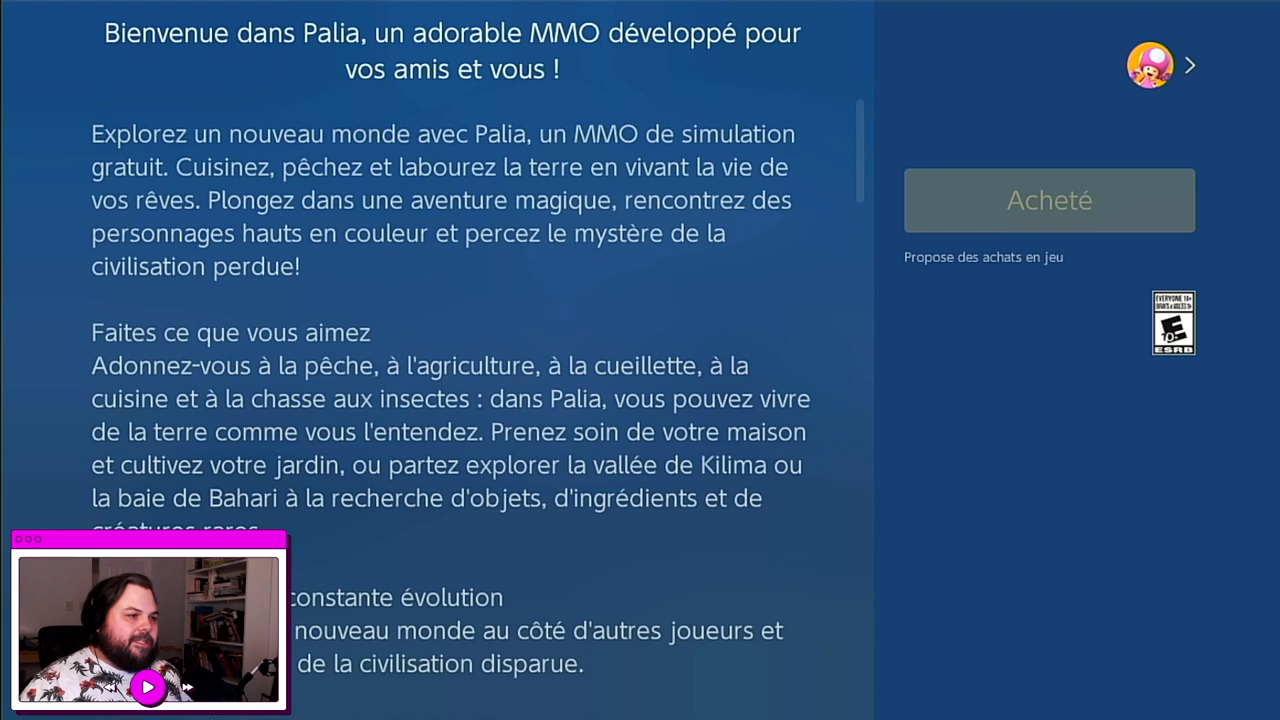 Bienvenue dans Palia, un adorable MMO développé pour
vos amis et vous !
Explorez un nouveau monde avec Palia, un MMO de simulation
gratuit. Cuisinez, pêchez et labourez la terre en vivant la vie de
vos rêves. Plongez dans une aventure magique, rencontrez des
personnages hauts en couleur et percez le mystère de la
civilisation perdue!
Faites ce que vous aimez
Adonnez-vous à la pêche, à l'agriculture, à la cueillette, à la
cuisine et à la chasse aux insectes : dans Palia, vous pouvez vivre
de la terre comme vous l'entendez. Prenez soin de votre maison
et cultivez votre jardin, ou partez explorer la vallée de Kilima ou
la baie de Bahari à la recherche d'objets, d'ingrédients et de
créatures rares.
constante évolution
nouveau monde au côté d'autres joueurs et
de la civilisation disparue.
Acheté
Propose des achats en jeu
EVERYONE 10+
E
10+
ESRB